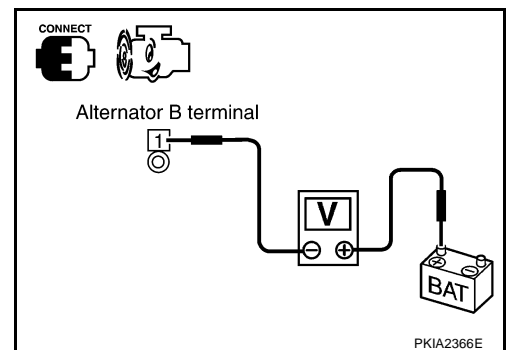 CONNECT
Alternator B terminal
1
V
− +
+ −
BAT
PKIA2366E